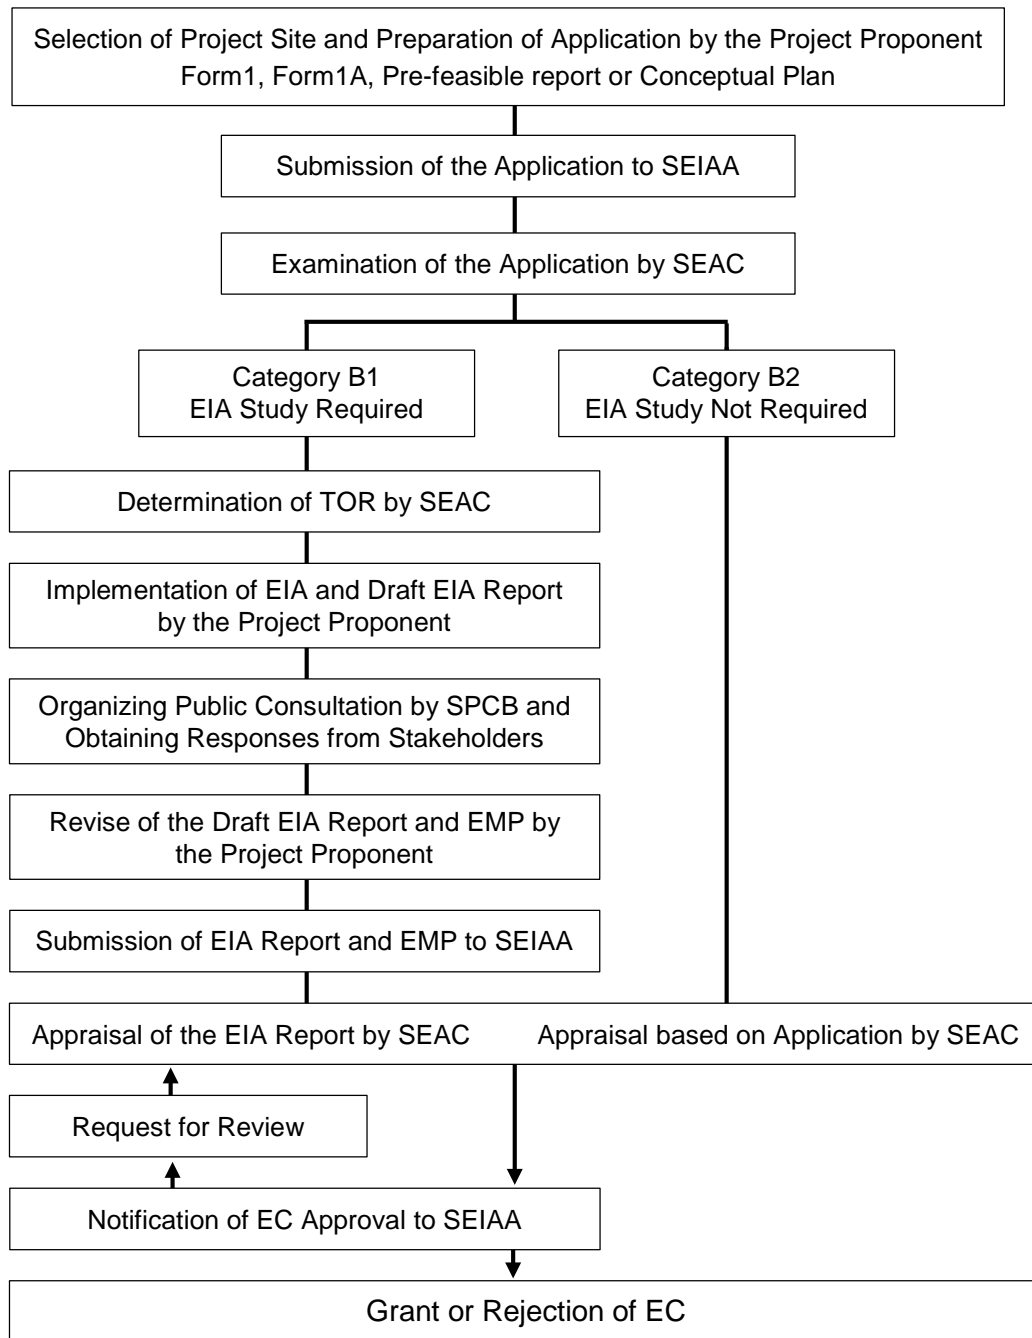 Selection of Project Site and Preparation of Application by the Project Proponent
Form1, Form1A, Pre-feasible report or Conceptual Plan
Submission of the Application to SEIAA
Examination of the Application by SEAC
Category B1
EIA Study Required
Category B2
EIA Study Not Required
Determination of TOR by SEAC
Implementation of EIA and Draft EIA Report
by the Project Proponent
Organizing Public Consultation by SPCB and
Obtaining Responses from Stakeholders
Revise of the Draft EIA Report and EMP by
the Project Proponent
Submission of EIA Report and EMP to SEIAA
Appraisal of the EIA Report by SEAC
Appraisal based on Application by SEAC
Request for Review
Notification of EC Approval to SEIAA
Grant or Rejection of EC